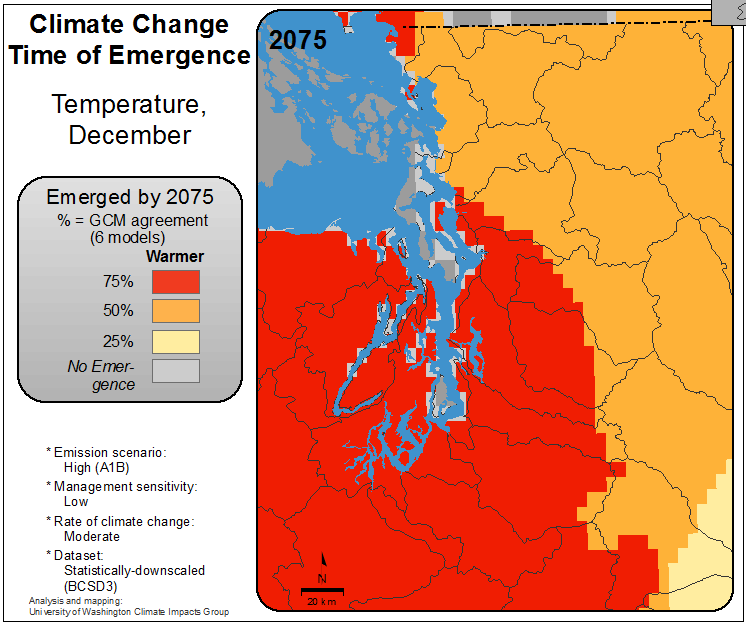 Climate Change
Time of Emergence
Temperature,
December
Emerged by 2075
% = GCM agreement
(6 models)
Warmer
75%
50%
25%
No Emer-
gence
* Emission scenario:
High (A1B)
* Management sensitivity:
Low
* Rate of climate change:
Moderate
* Dataset:
Statistically-downscaled
(BCSD3)
Analysis and mapping:
University of Washington Climate Impacts Group
2075
N
20 km